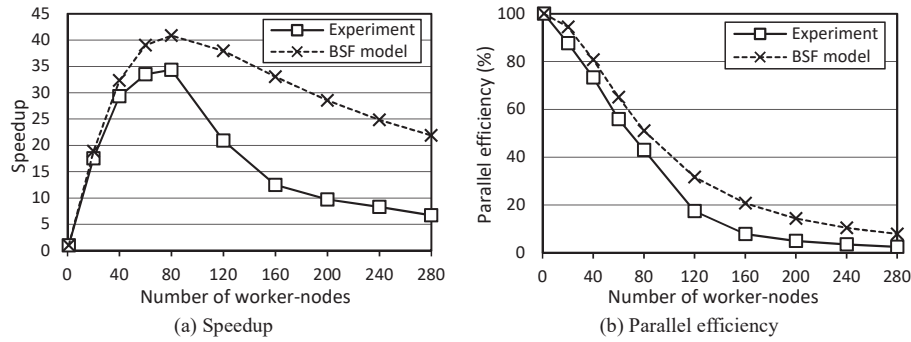 45
40
35
30
25
20
15
10
5
0
Speedup
Experiment
BSF model
0 40 80 120 160 200 240 280
Number of worker-nodes
(a) Speedup
100
80
60
40
20
0
Parallel efficiency (%)
Experiment
BSF model
0 40 80 120 160 200 240 280
Number of worker-nodes
(b) Parallel efficiency